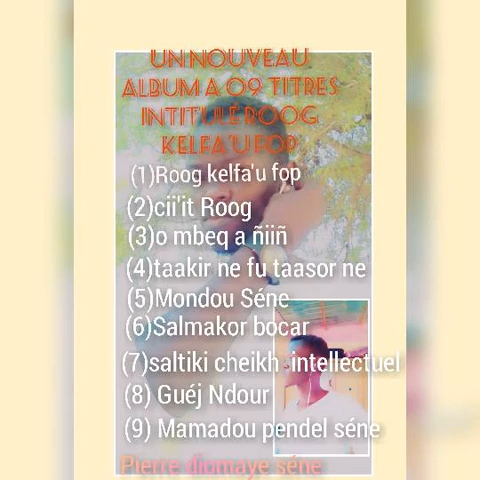 UN NOUVEAU
ALBUM A 09 TITRES
INTITULÉ ROOG
KELFA'U FOP
(1)Roog kelfa'u fop
(2)cii'it Roog
(3)o mbeq a ñiiñ
(4)taakir ne fu taasor ne
(5)Mondou Séne
(6)Salmakor bocar
(7)saltiki cheikh intellectuel
(8) Guéj Ndour
(9) Mamadou pendel séne
Pierre diomaye séne